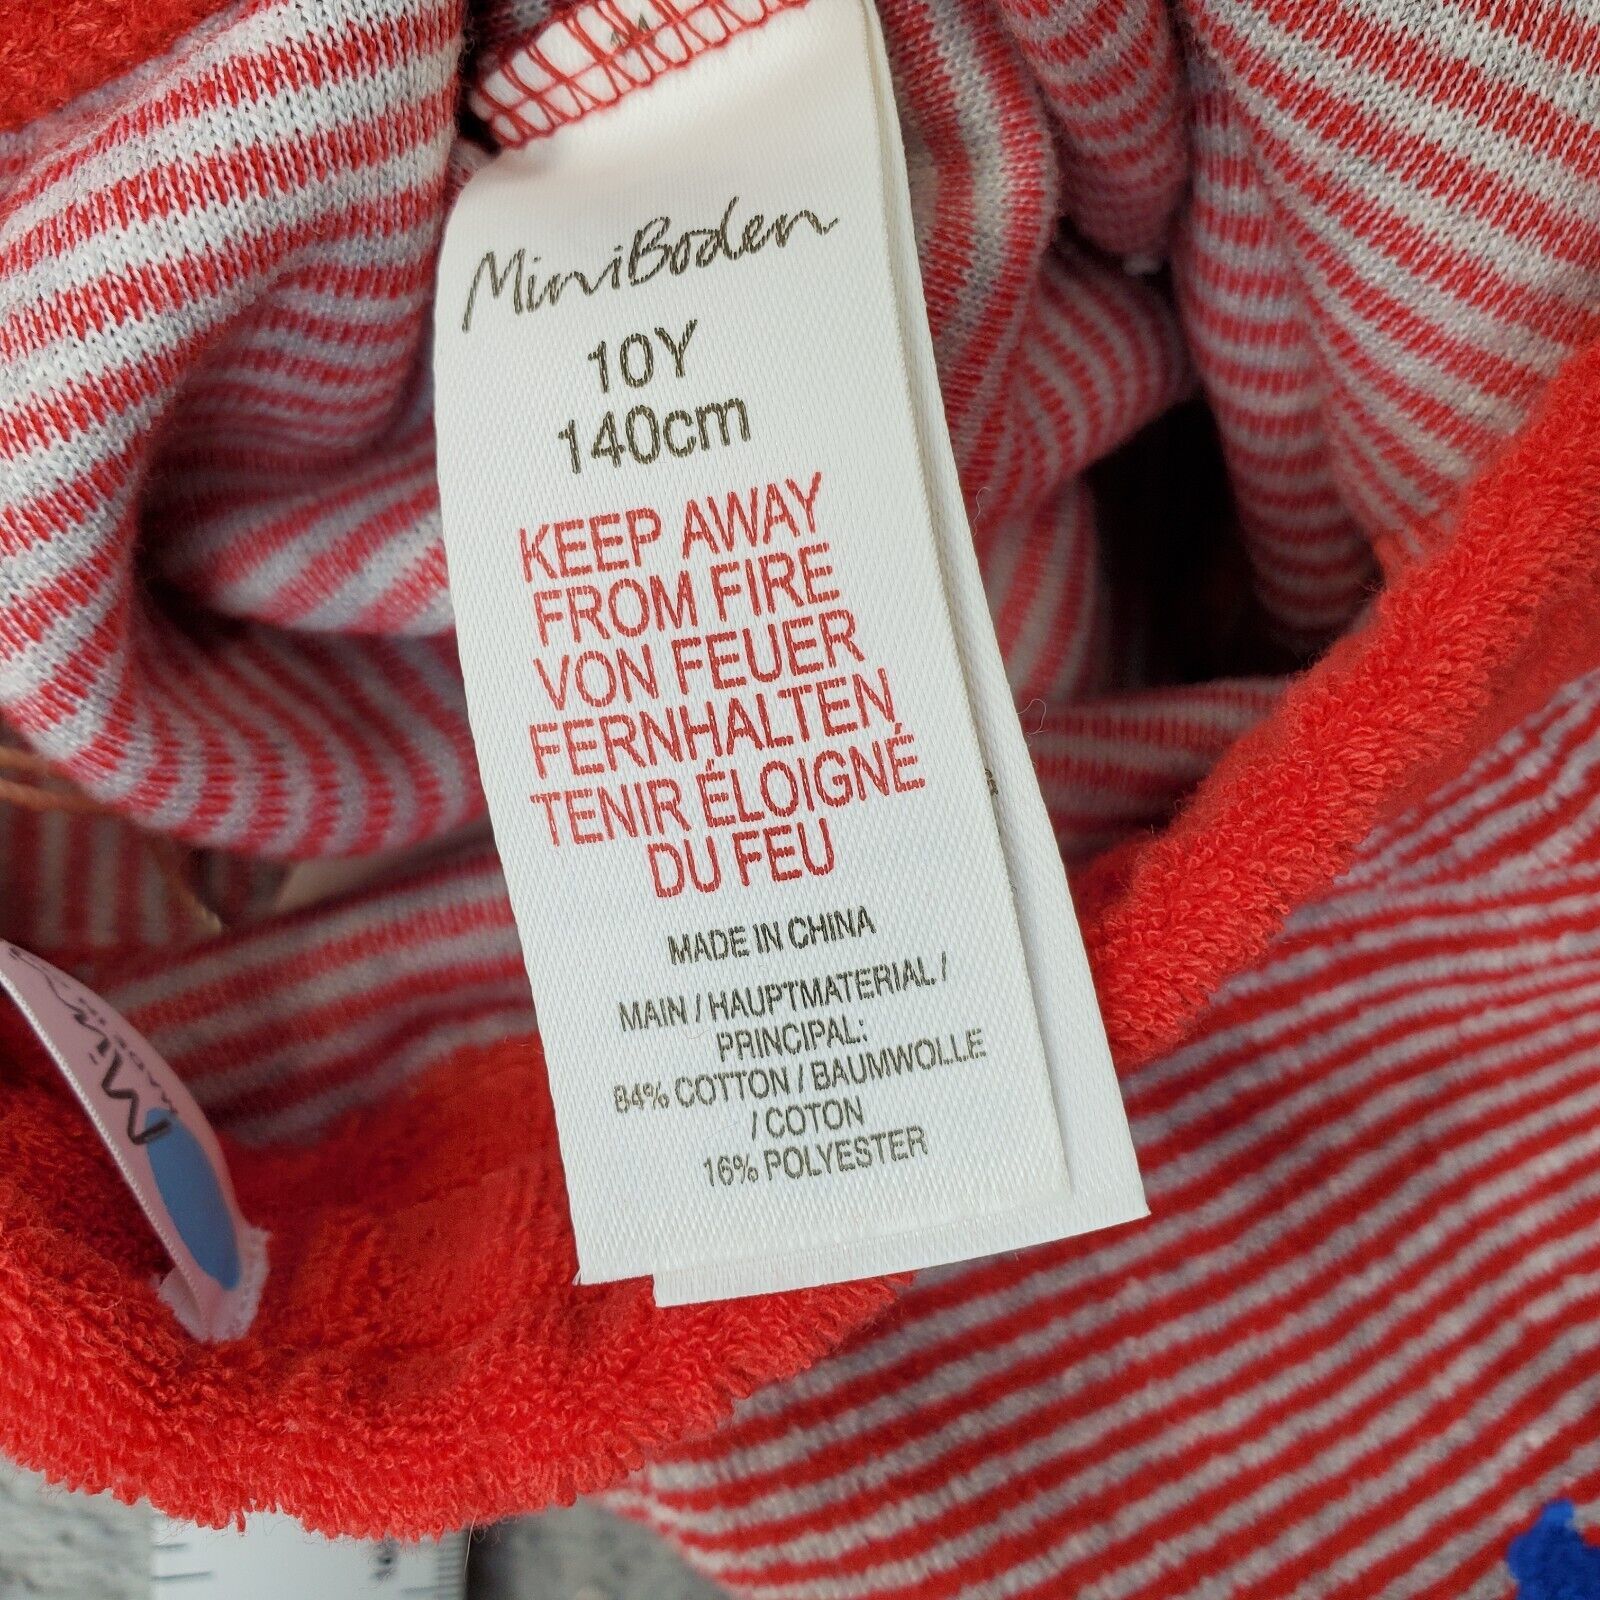 MiniBoden
10Y
140cm
KEEP AWAY
FROM FIRE
VON FEUER
FERNHALTEN
TENIR ÉLOIGNÉ
DU FEU
MADE IN CHINA
MAIN / HAUPTMATERIAL /
PRINCIPAL:
84% COTTON / BAUMWOLLE
/ COTON
16% POLYESTER
Mini